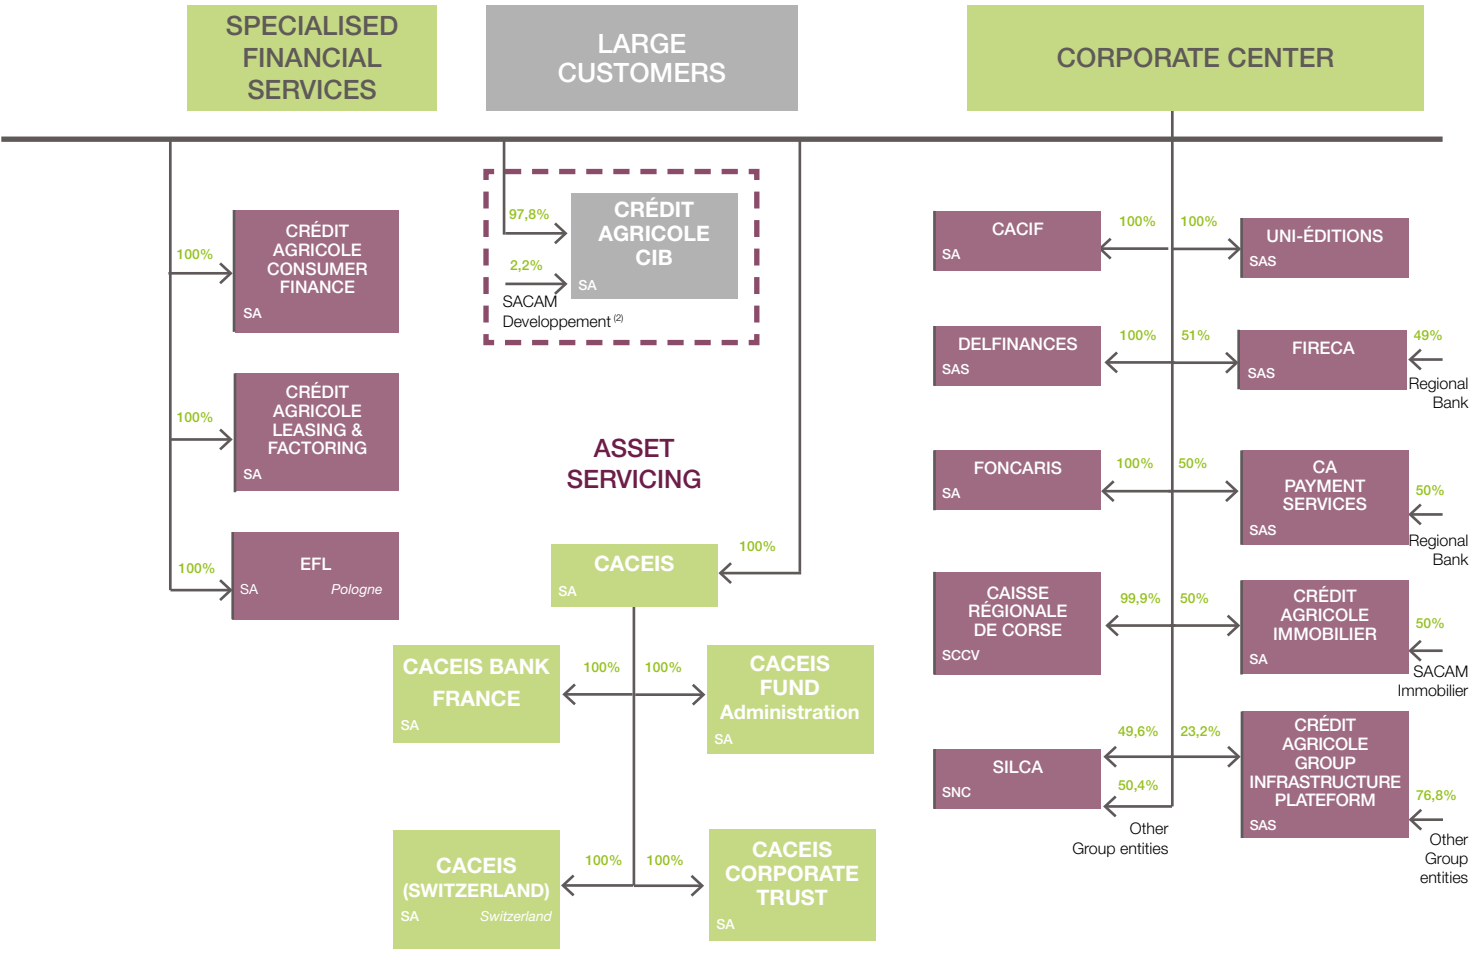 SPECIALISED
FINANCIAL
SERVICES
LARGE
CUSTOMERS
CORPORATE CENTER
100%
CRÉDIT
AGRICOLE
CONSUMER
FINANCE
SA
100%
CRÉDIT
AGRICOLE
LEASING &
FACTORING
SA
100%
EFL
SA
Pologne
97,8%
2,2%
SACAM
Developpement (2)
CRÉDIT
AGRICOLE
CIB
SA
ASSET
SERVICING
100%
CACEIS
SA
CACEIS BANK
FRANCE
SA
100%
100%
CACEIS
FUND
Administration
SA
CACEIS
(SWITZERLAND)
SA
Switzerland
100%
100%
CACEIS
CORPORATE
TRUST
SA
CACIF
SA
100%
100%
UNI-ÉDITIONS
SAS
DELFINANCES
SAS
100%
51%
FIRECA
SAS
49%
Regional
Bank
FONCARIS
SA
100%
50%
CA
PAYMENT
SERVICES
SAS
50%
Regional
Bank
CAISSE
RÉGIONALE
DE CORSE
SCCV
99,9%
50%
CRÉDIT
AGRICOLE
IMMOBILIER
SA
50%
SACAM
Immobilier
SILCA
SNC
49,6%
23,2%
50,4%
Other
Group entities
CRÉDIT
AGRICOLE
GROUP
INFRASTRUCTURE
PLATEFORM
SAS
76,8%
Other
Group
entities